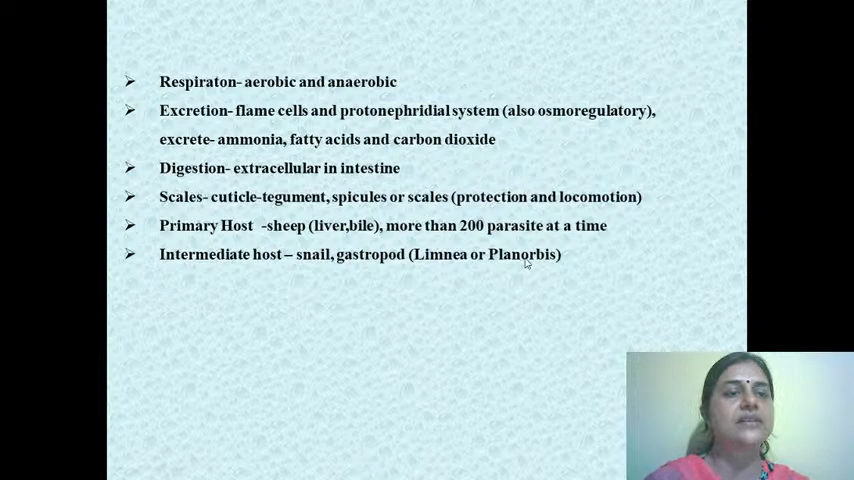 Respiraton- aerobic and anaerobic
Excretion- flame cells and protonephridial system (also osmoregulatory),
excrete- ammonia, fatty acids and carbon dioxide
Digestion- extracellular in intestine
Scales- cuticle-tegument, spicules or scales (protection and locomotion)
Primary Host -sheep (liver,bile), more than 200 parasite at a time
Intermediate host – snail, gastropod (Limnea or Planorbis)